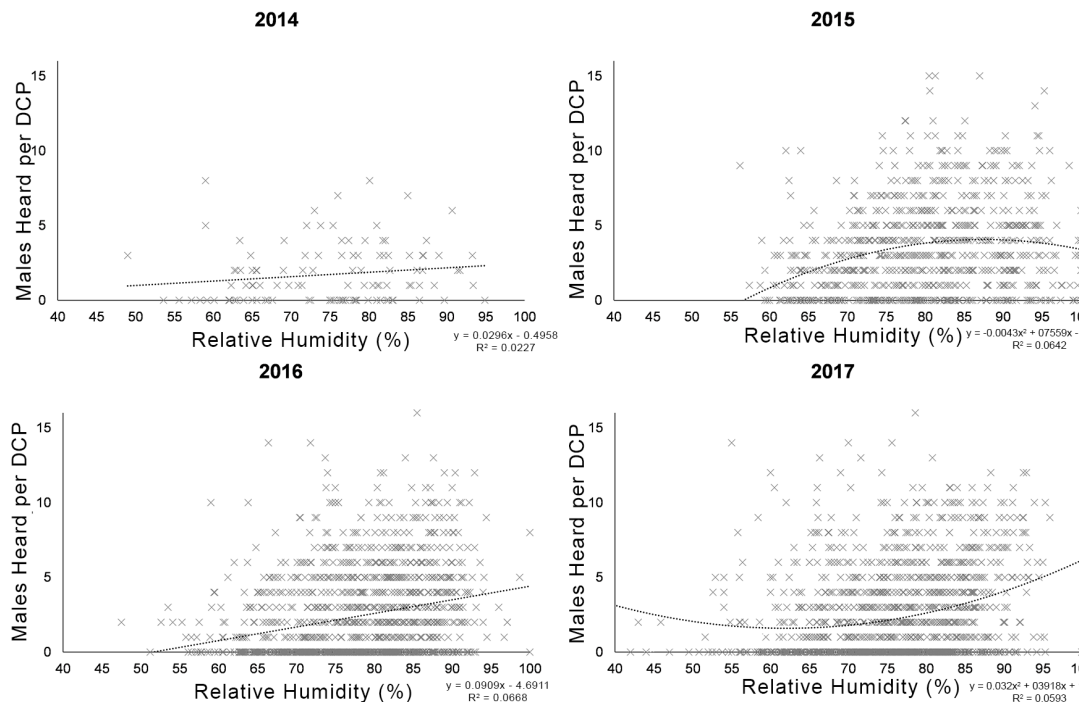 2014
Males Heard per DCP
15
10
5
0
40 45 50 55 60 65 70 75 80 85 90 95 100
Relative Humidity (%)
y = 0.0296x - 0.4958
R² = 0.0227
2015
Males Heard per DCP
15
10
5
0
40 45 50 55 60 65 70 75 80 85 90 95
Relative Humidity (%)
y = -0.0043x² + 07559x -
R² = 0.0642
2016
Males Heard per DCP
15
10
5
0
40 45 50 55 60 65 70 75 80 85 90 95 100
Relative Humidity (%)
y = 0.0909x - 4.6911
R² = 0.0668
2017
Males Heard per DCP
15
10
5
0
40 45 50 55 60 65 70 75 80 85 90 95
Relative Humidity (%)
y = 0.032x² + 03918x +
R² = 0.0593